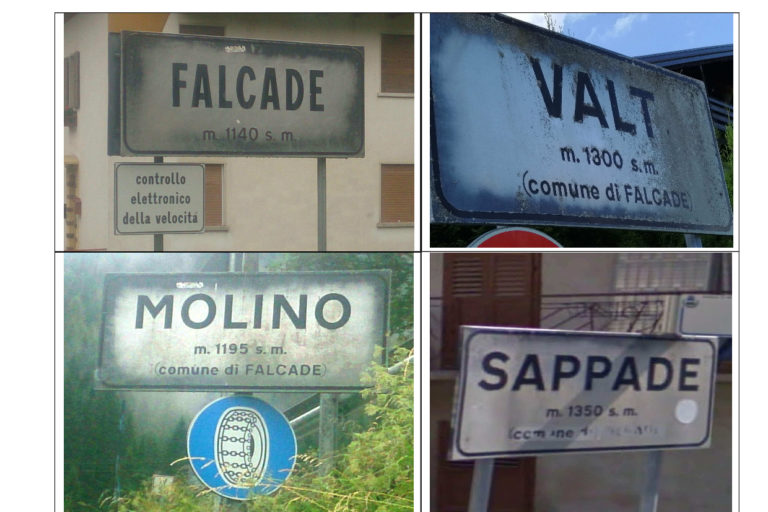 FALCADE
m. 1140 s. m.
controllo
elettronico
della velocità
VALT
m. 1300 s. m.
(comune di FALCADE)
MOLINO
m. 1195 s. m.
(comune di FALCADE)
SAPPADE
m. 1350 s. m.